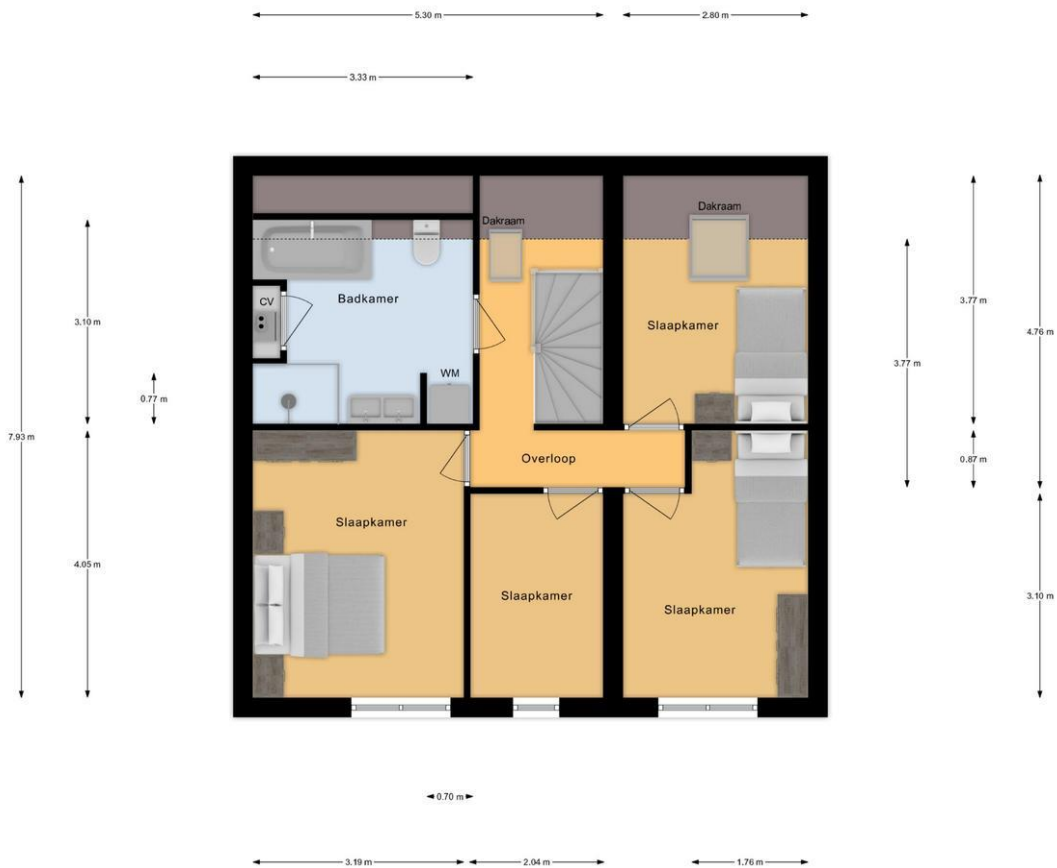 5.30 m
2.80 m
3.33 m
Dakraam
Dakraam
CV
Badkamer
Slaapkamer
3.10 m
3.77 m
4.76 m
3.77 m
WM
0.77 m
7.93 m
Overloop
0.87 m
Slaapkamer
4.05 m
Slaapkamer
Slaapkamer
3.10 m
0.70 m
3.19 m
2.04 m
1.76 m